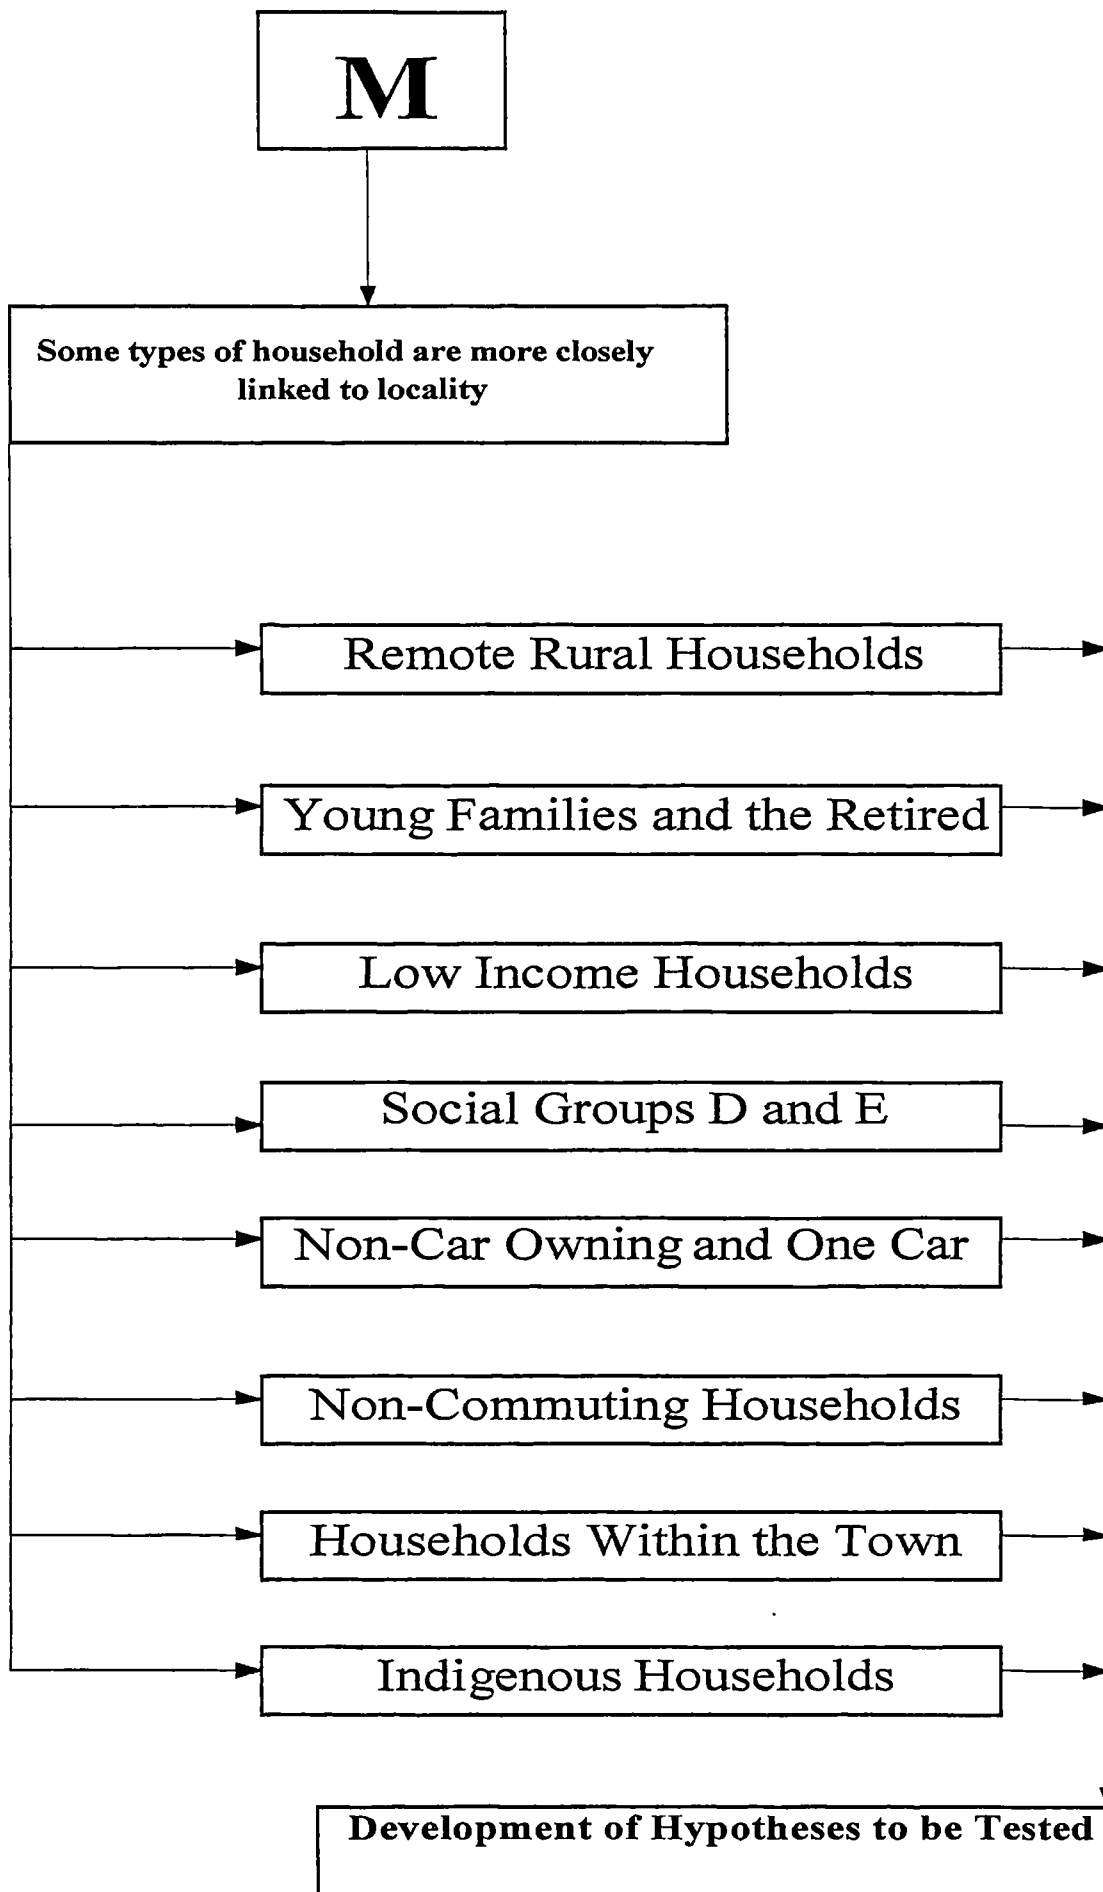 M
Some types of household are more closely
linked to locality
Remote Rural Households
Young Families and the Retired
Low Income Households
Social Groups D and E
Non-Car Owning and One Car
Non-Commuting Households
Households Within the Town
Indigenous Households
Development of Hypotheses to be Tested